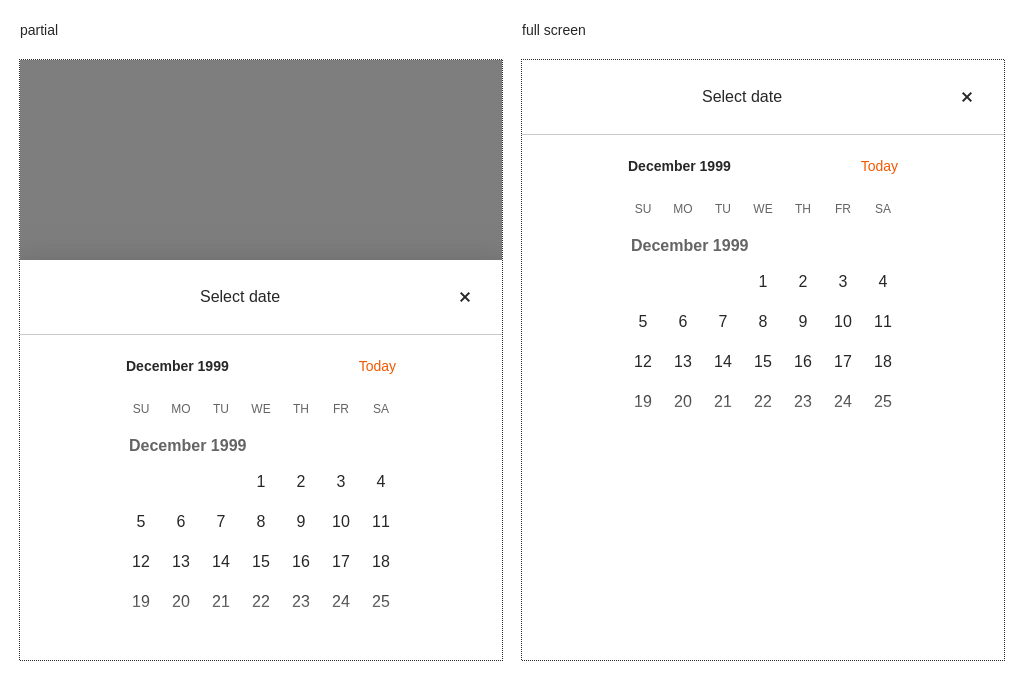 partial
Select date ×
December 1999 Today
SU MO TU WE TH FR SA
December 1999
1 2 3 4
5 6 7 8 9 10 11
12 13 14 15 16 17 18
19 20 21 22 23 24 25
full screen
Select date ×
December 1999 Today
SU MO TU WE TH FR SA
December 1999
1 2 3 4
5 6 7 8 9 10 11
12 13 14 15 16 17 18
19 20 21 22 23 24 25